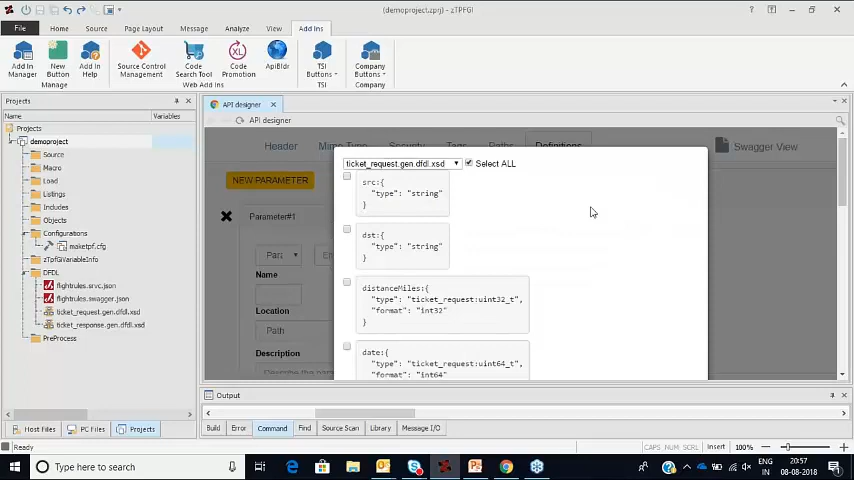 (demoproject.zprj) - zTPFGI
File
Home
Source
Page Layout
Message
Analyze
View
Add Ins
Add In
Manager
New
Button
Add In
Help
Source Control
Management
Code
Search Tool
Code
Promotion
ApiBldr
TSI
Buttons
Company
Buttons
Manage
Web Add Ins
TSI
Company
Projects
Name
Variables
Projects
demoproject
Source
Macro
Load
Listings
Includes
Objects
Configurations
maketpf.cfg
zTpfGIVariableInfo
DFDL
flightrules.srvc.json
flightrules.swagger.json
ticket_request.gen.dfdl.xsd
ticket_response.gen.dfdl.xsd
PreProcess
Host Files
PC Files
Projects
API designer
API designer
Header
Mime Type
Security
Tags
Paths
Definitions
Swagger View
NEW PARAMETER
Parameter#1
Name
Location
Path
Description
ticket_request.gen.dfdl.xsd
Select ALL
src:{
"type": "string"
}
dst:{
"type": "string"
}
distanceMiles:{
"type": "ticket_request:uint32_t",
"format": "int32"
}
date:{
"type": "ticket_request:uint64_t",
"format": "int64"
Output
Build
Error
Command
Find
Source Scan
Library
Message I/O
Ready
CAPS NUM SCRL
Insert
100%
Type here to search
ENG
IN
20:57
08-08-2018